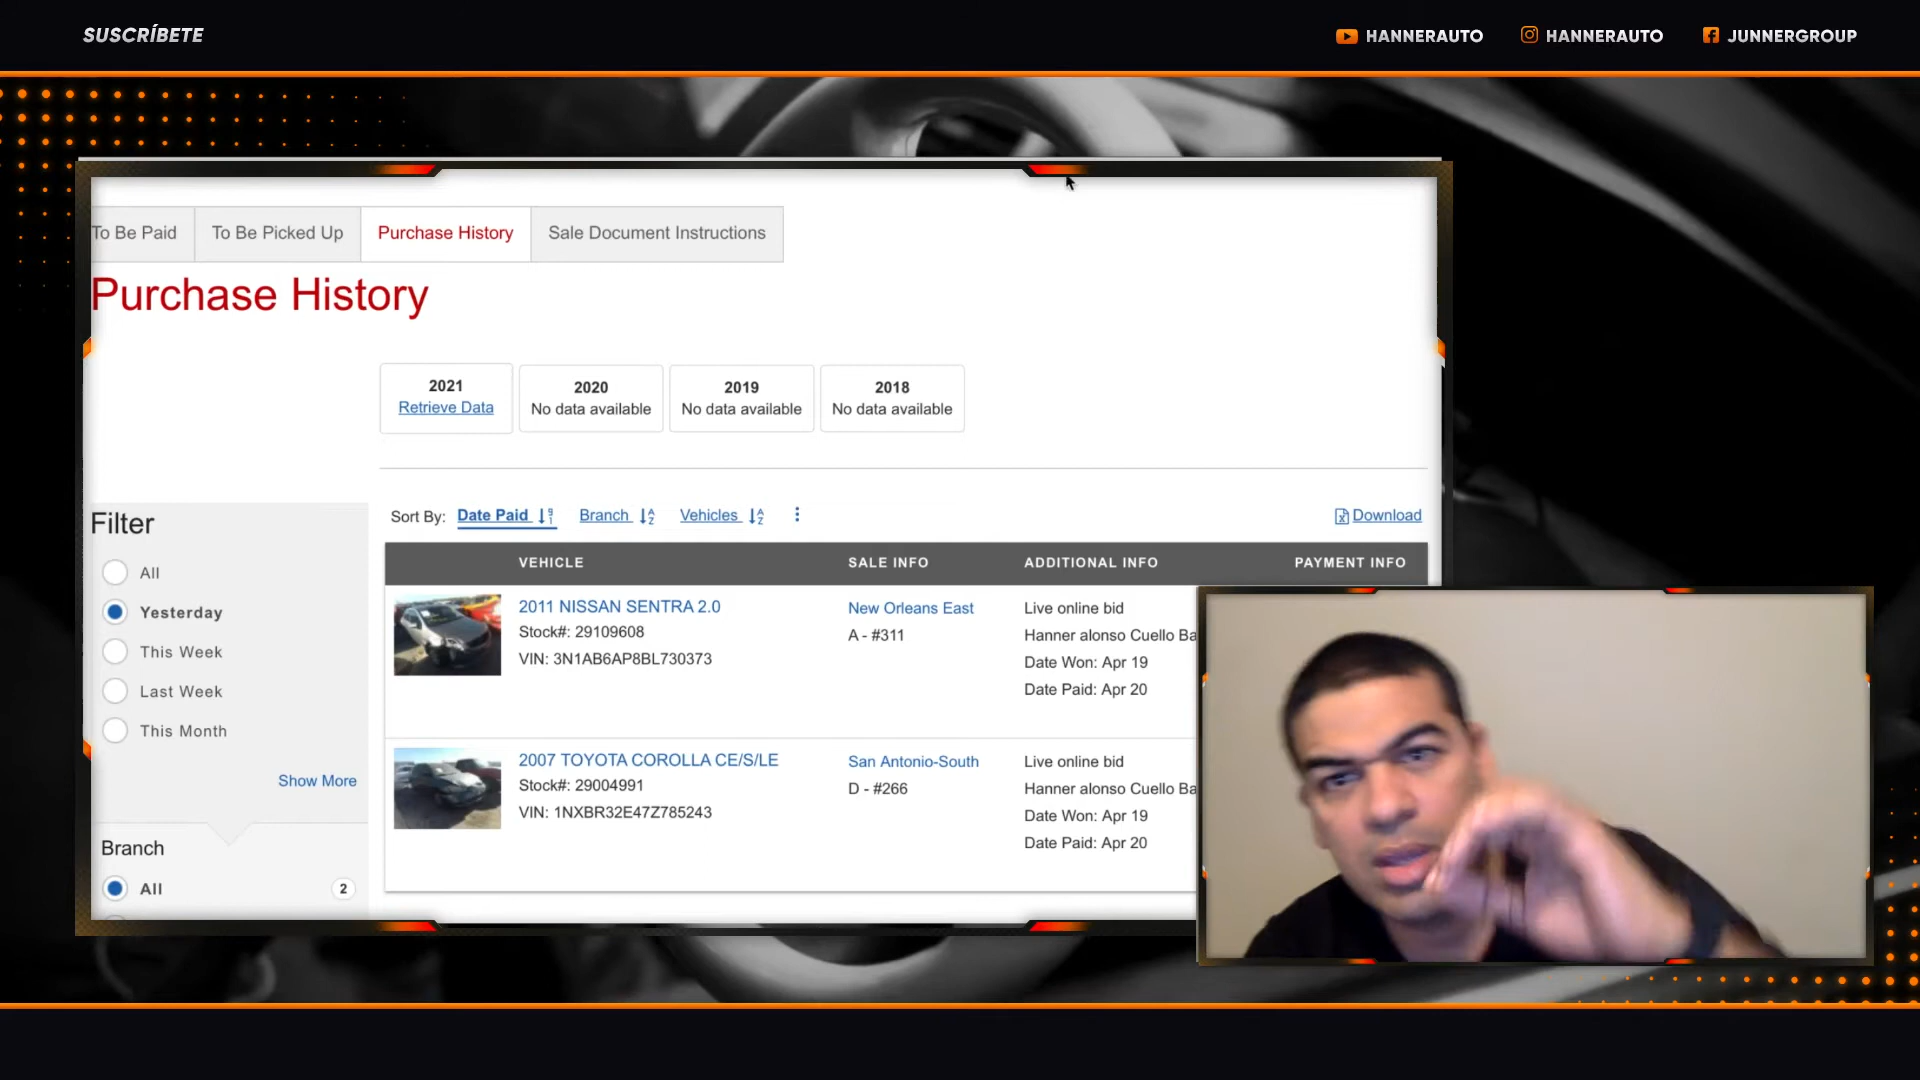 SUSCRÍBETE
HANNERAUTO
HANNERAUTO
JUNNERGROUP
To Be Paid
To Be Picked Up
Purchase History
Sale Document Instructions
Purchase History
2021
Retrieve Data
2020
No data available
2019
No data available
2018
No data available
Filter
All
Yesterday
This Week
Last Week
This Month
Show More
Branch
All
2
Sort By:
Date Paid
Branch
Vehicles
Download
VEHICLE
SALE INFO
ADDITIONAL INFO
PAYMENT INFO
2011 NISSAN SENTRA 2.0
Stock#: 29109608
VIN: 3N1AB6AP8BL730373
New Orleans East
A - #311
Live online bid
Hanner alonso Cuello Ba
Date Won: Apr 19
Date Paid: Apr 20
2007 TOYOTA COROLLA CE/S/LE
Stock#: 29004991
VIN: 1NXBR32E47Z785243
San Antonio-South
D - #266
Live online bid
Hanner alonso Cuello Ba
Date Won: Apr 19
Date Paid: Apr 20